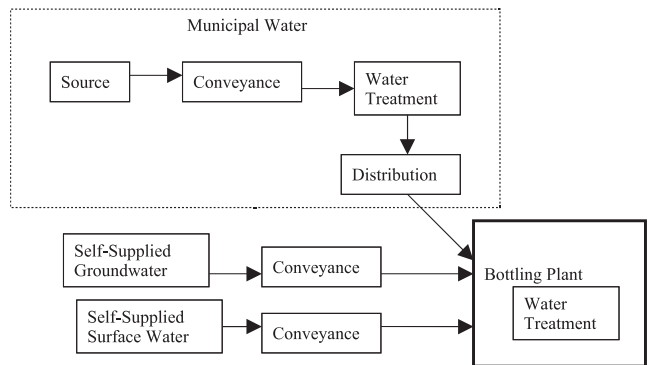 Municipal Water
Source
Conveyance
Water
Treatment
Distribution
Self-Supplied
Groundwater
Conveyance
Self-Supplied
Surface Water
Conveyance
Bottling Plant
Water
Treatment